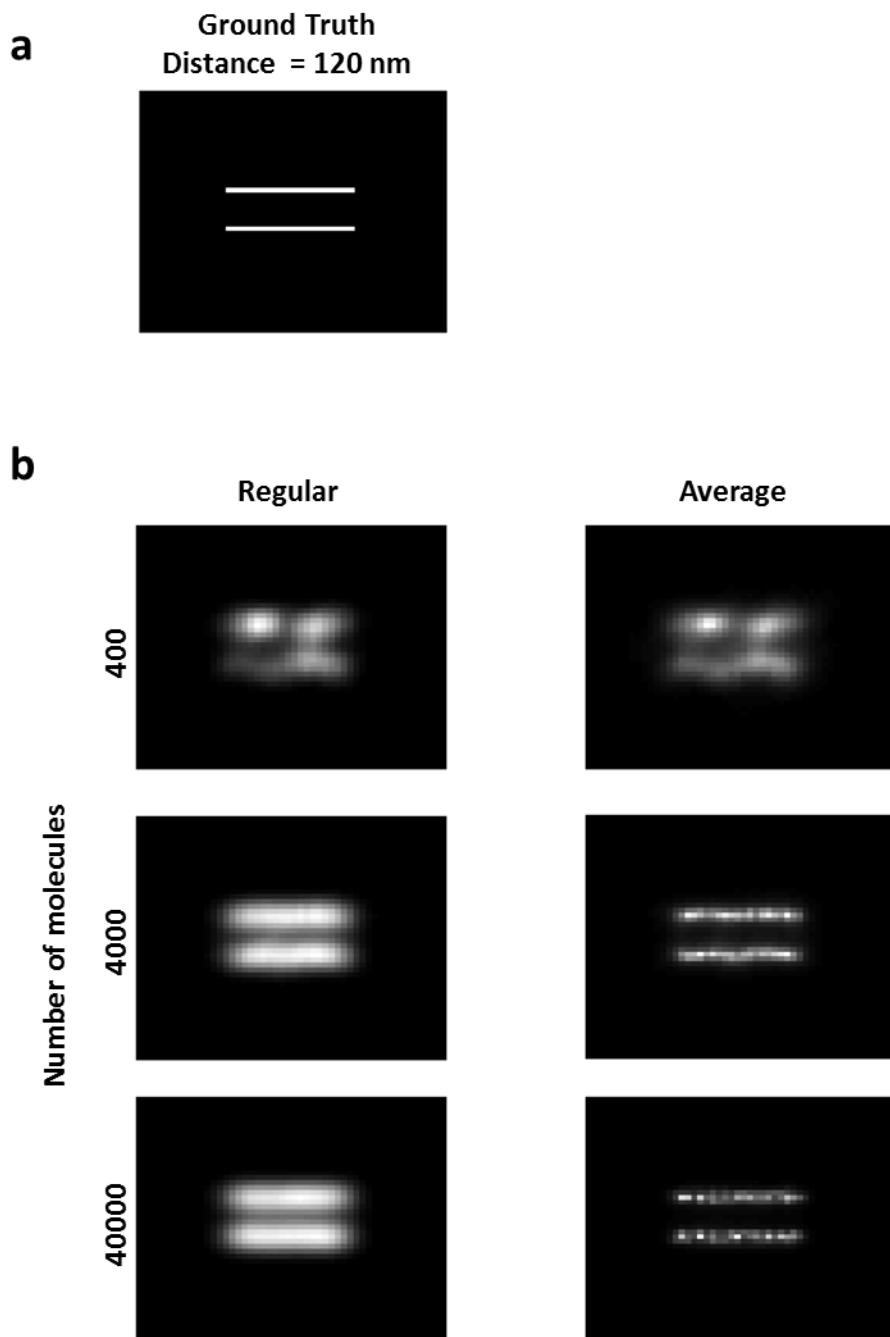 a
Ground Truth
Distance = 120 nm
b
Regular
Average
Number of molecules
400
4000
40000